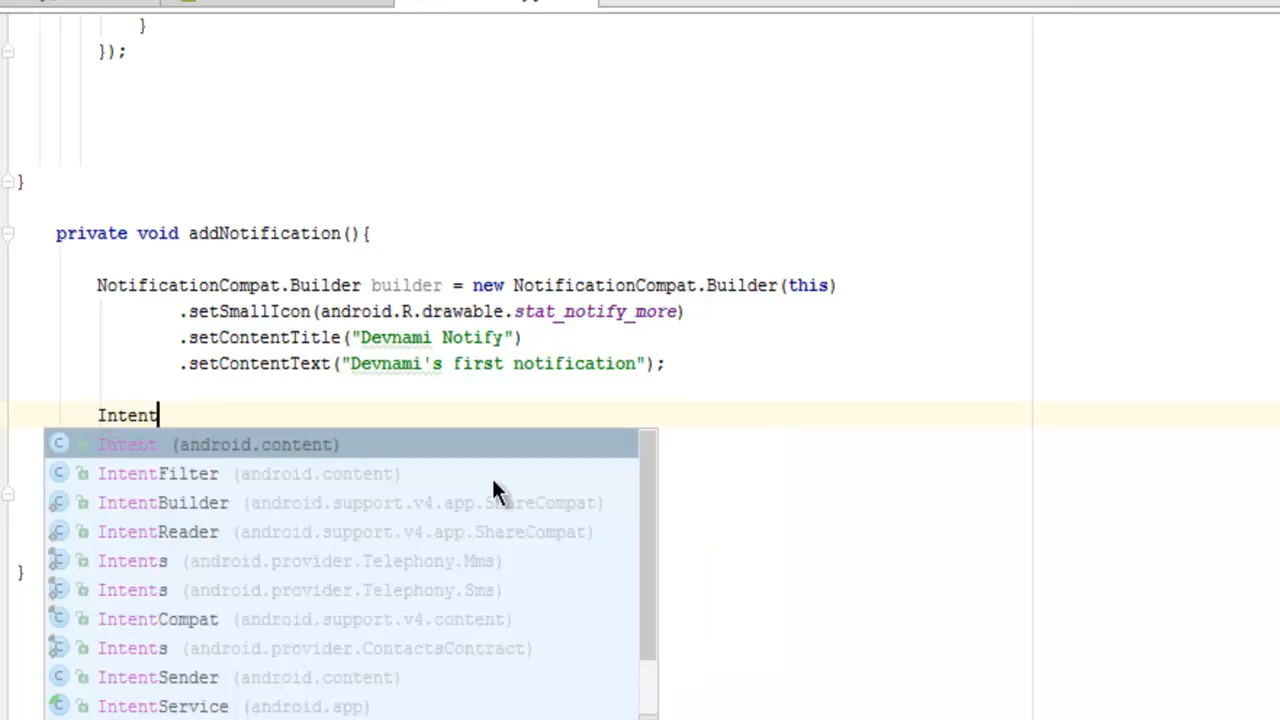 }
});
}
private void addNotification(){
NotificationCompat.Builder builder = new NotificationCompat.Builder(this)
.setSmallIcon(android.R.drawable.stat_notify_more)
.setContentTitle("Devnami Notify")
.setContentText("Devnami's first notification");
Intent
Intent (android.content)
IntentFilter (android.content)
IntentBuilder (android.support.v4.app.ShareCompat)
IntentReader (android.support.v4.app.ShareCompat)
Intents (android.provider.Telephony.Mms)
Intents (android.provider.Telephony.Sms)
IntentCompat (android.support.v4.content)
}
Intents (android.provider.ContactsContract)
IntentSender (android.content)
IntentService (android.app)